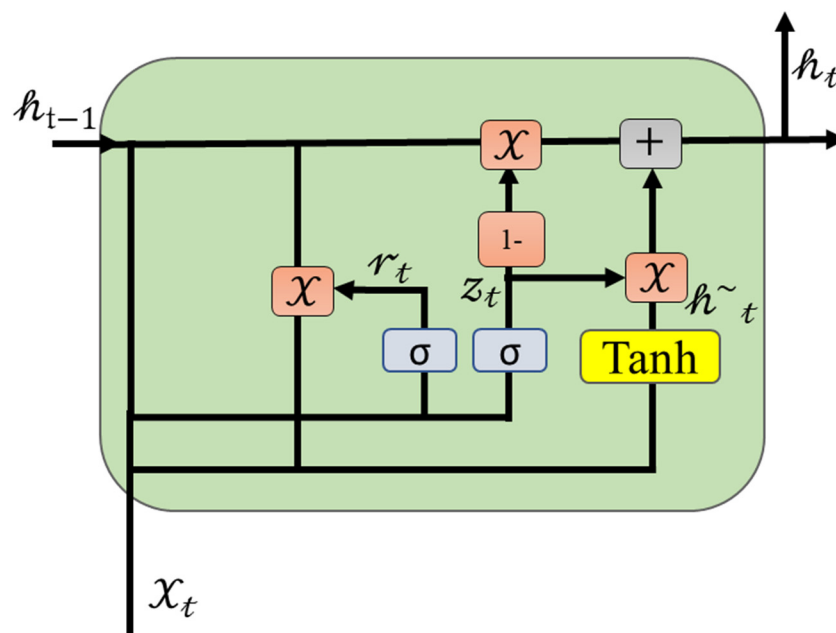 h_t
h_{t−1}
x
+
1-
r_t
x
z_t
x
h~_t
σ
σ
Tanh
x_t